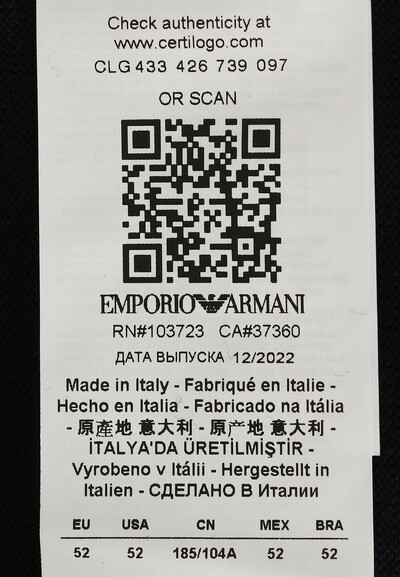 Check authenticity at
www.certilogo.com
CLG 433 426 739 097
OR SCAN
EMPORIO ARMANI
RN#103723 CA#37360
ДАТА ВЫПУСКА 12/2022
Made in Italy - Fabriqué en Italie -
Hecho en Italia - Fabricado na Itália
- 原產地 意大利 - 原产地 意大利 -
İTALYA'DA ÜRETİLMİŞTİR -
Vyrobeno v Itálii - Hergestellt in
Italien - СДЕЛАНО В Италии
EU USA CN MEX BRA
52 52 185/104A 52 52